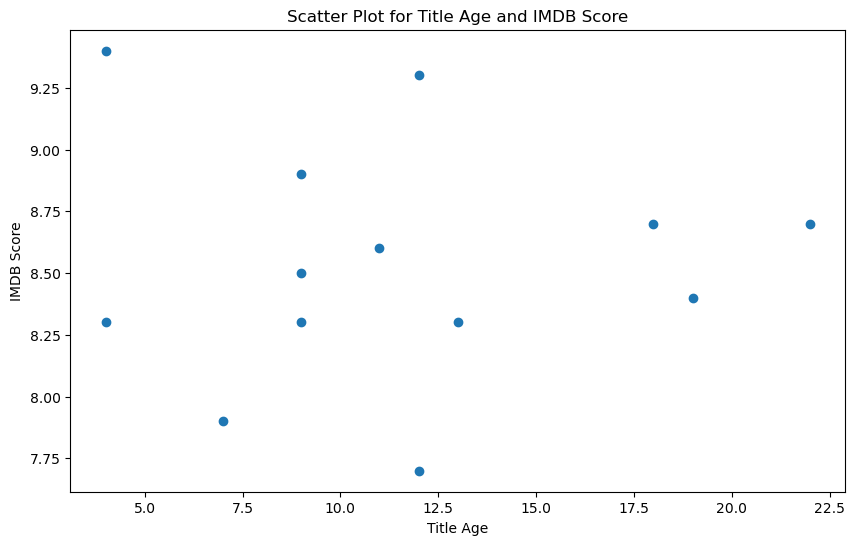 Scatter Plot for Title Age and IMDB Score
9.25
9.00
8.75
8.50
8.25
8.00
7.75
IMDB Score
5.0 7.5 10.0 12.5 15.0 17.5 20.0 22.5
Title Age